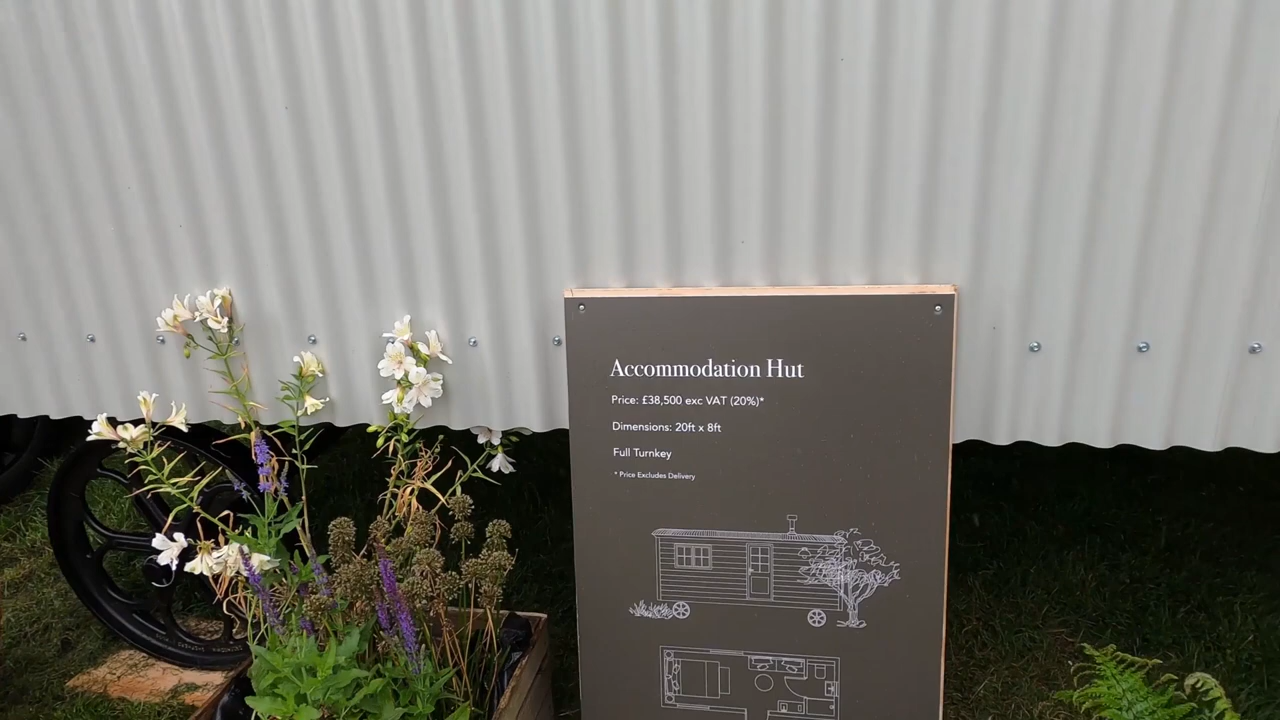 Accommodation Hut
Price: £38,500 exc VAT (20%)*
Dimensions: 20ft x 8ft
Full Turnkey
* Price Excludes Delivery